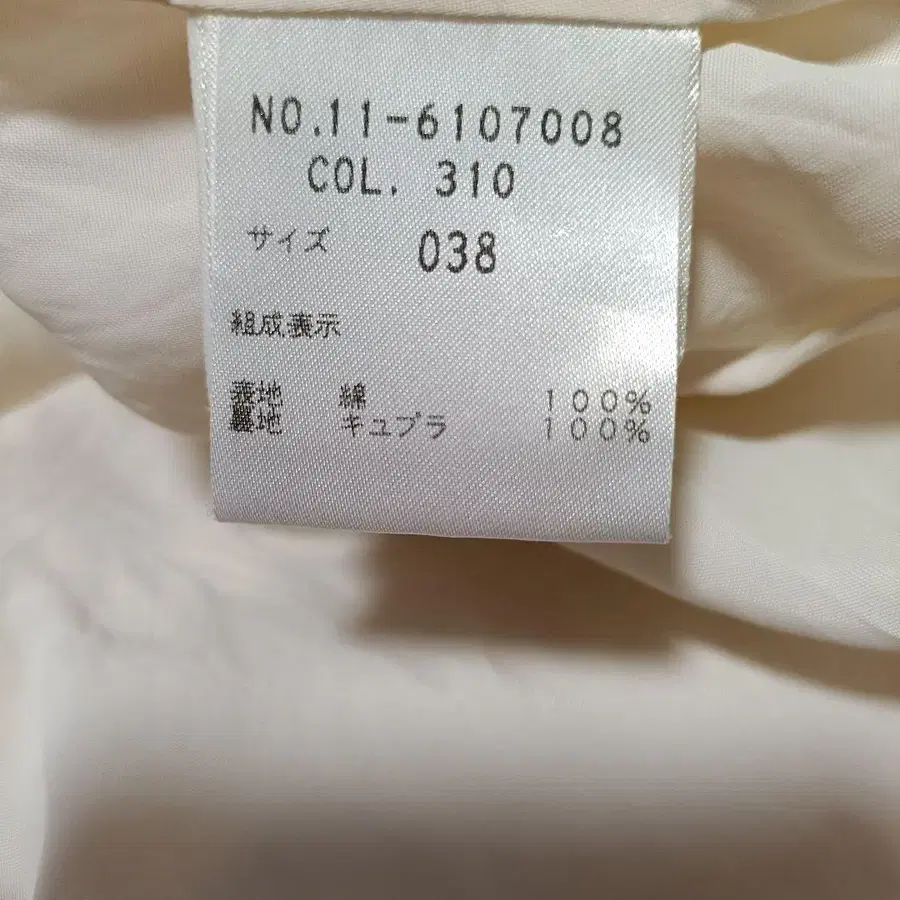 NO.11-6107008
COL. 310
サイズ 038
組成表示
表地 綿 100%
裏地 キュプラ 100%